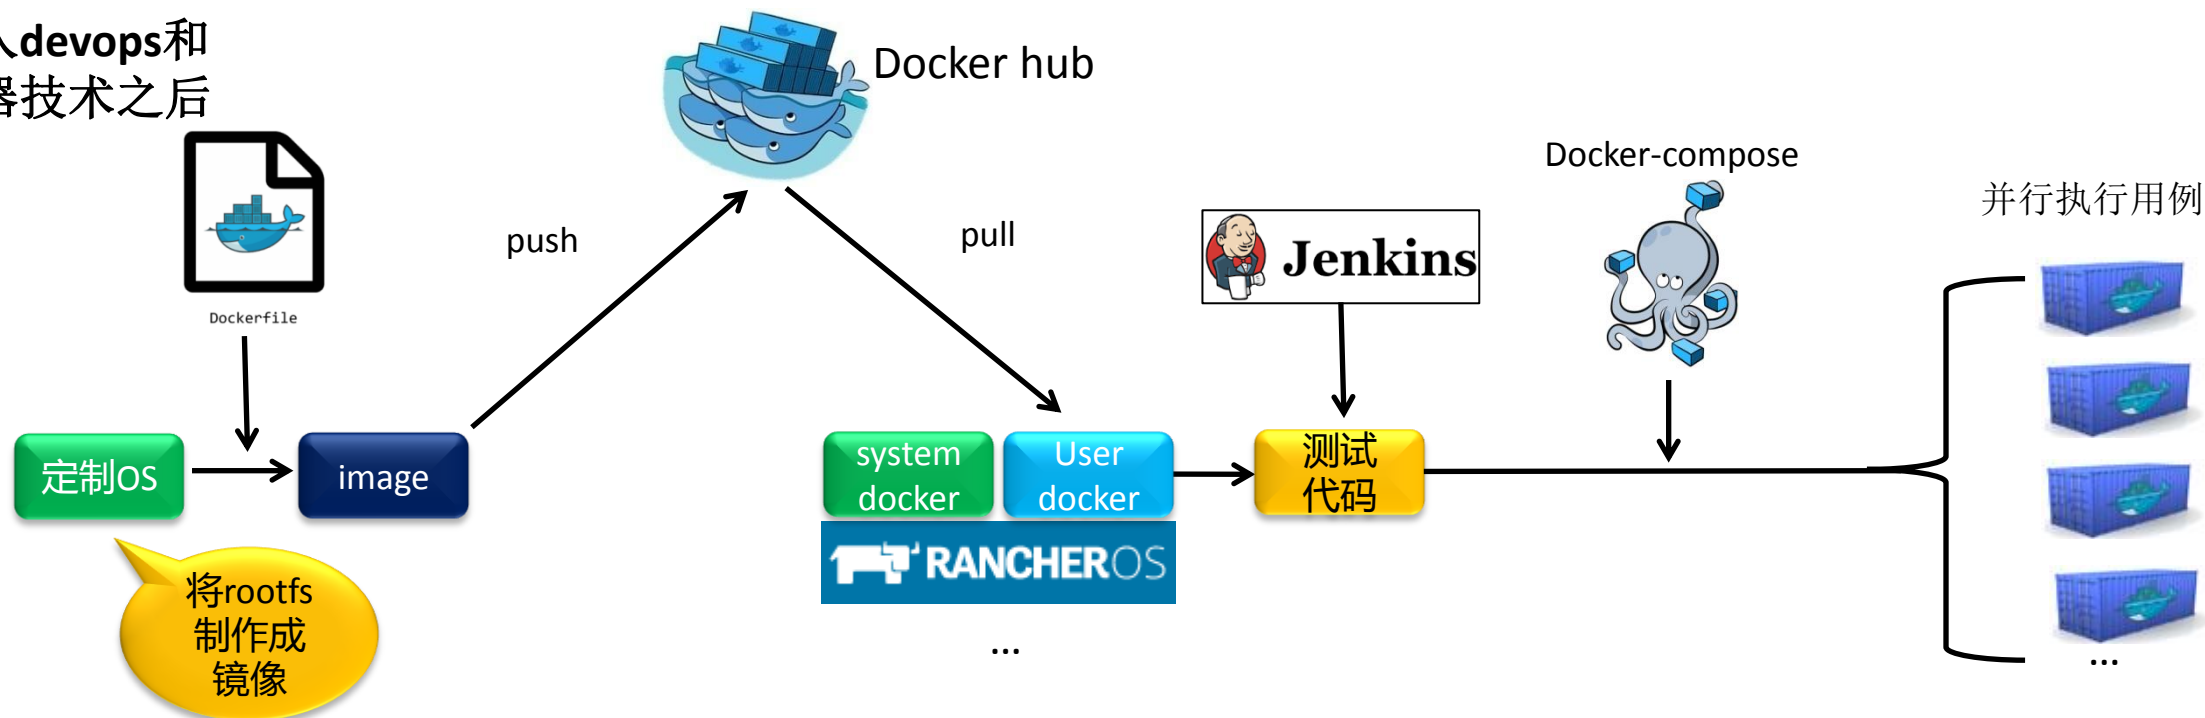 入devops和
器技术之后
Docker hub
Docker-compose
并行执行用例
push
pull
Jenkins
Dockerfile
定制OS
image
system
docker
User
docker
测试
代码
RANCHEROS
将rootfs
制作成
镜像
...
...